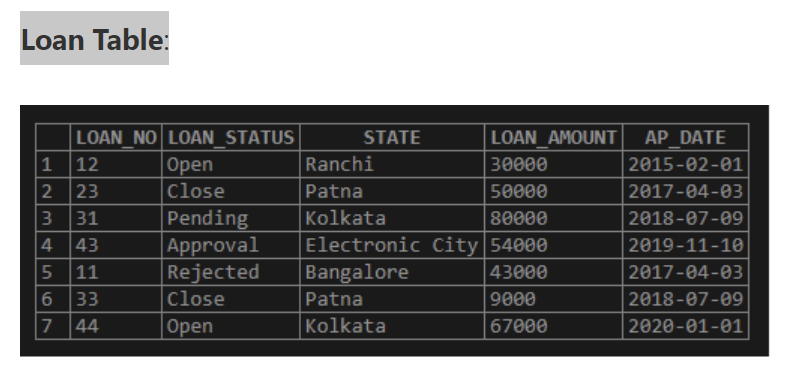 Loan Table:
LOAN_NO LOAN_STATUS STATE LOAN_AMOUNT AP_DATE
1 12 Open Ranchi 30000 2015-02-01
2 23 Close Patna 50000 2017-04-03
3 31 Pending Kolkata 80000 2018-07-09
4 43 Approval Electronic City 54000 2019-11-10
5 11 Rejected Bangalore 43000 2017-04-03
6 33 Close Patna 9000 2018-07-09
7 44 Open Kolkata 67000 2020-01-01